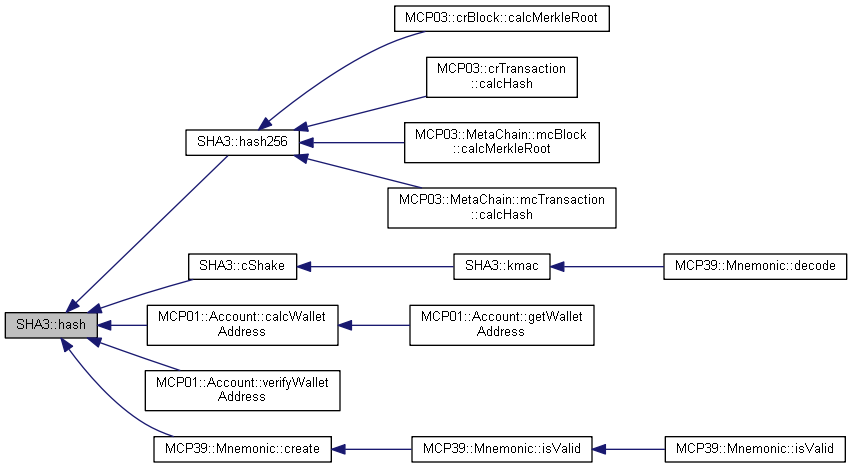 MCP03::crBlock::calcMerkleRoot
MCP03::crTransaction
::calcHash
SHA3::hash256
MCP03::MetaChain::mcBlock
::calcMerkleRoot
MCP03::MetaChain::mcTransaction
::calcHash
SHA3::cShake
SHA3::kmac
MCP39::Mnemonic::decode
SHA3::hash
MCP01::Account::calcWallet
Address
MCP01::Account::getWallet
Address
MCP01::Account::verifyWallet
Address
MCP39::Mnemonic::create
MCP39::Mnemonic::isValid
MCP39::Mnemonic::isValid